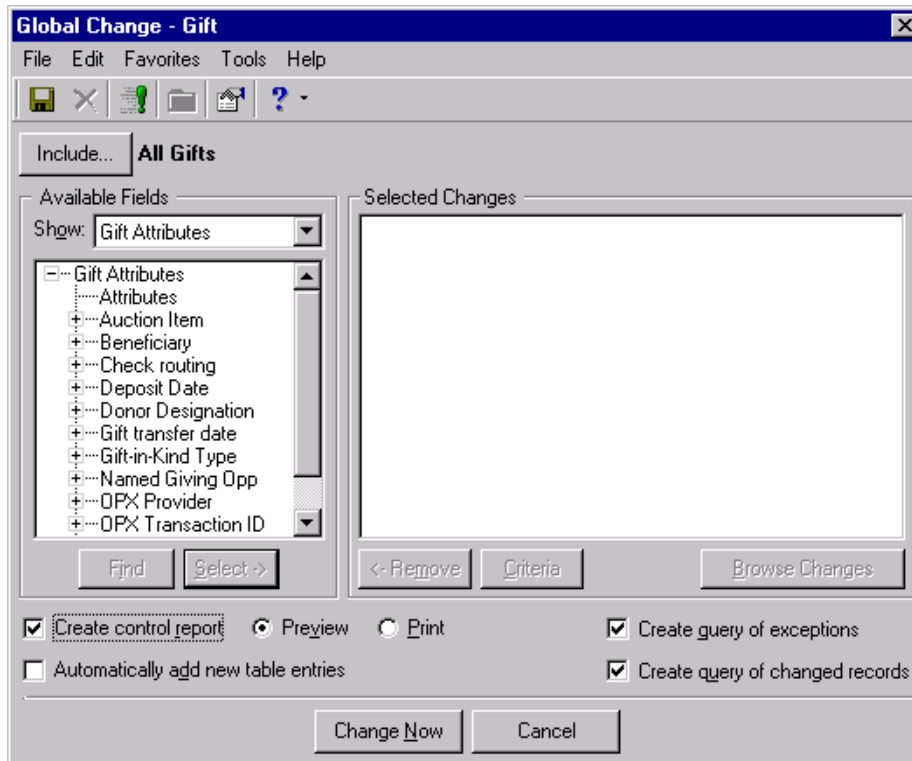 Global Change - Gift
File Edit Favorites Tools Help
Include... All Gifts
Available Fields
Show: Gift Attributes
Gift Attributes
Attributes
Auction Item
Beneficiary
Check routing
Deposit Date
Donor Designation
Gift transfer date
Gift-in-Kind Type
Named Giving Opp
OPX Provider
OPX Transaction ID
Find Select ->
Selected Changes
<- Remove Criteria Browse Changes
Create control report Preview Print Create query of exceptions
Automatically add new table entries Create query of changed records
Change Now Cancel